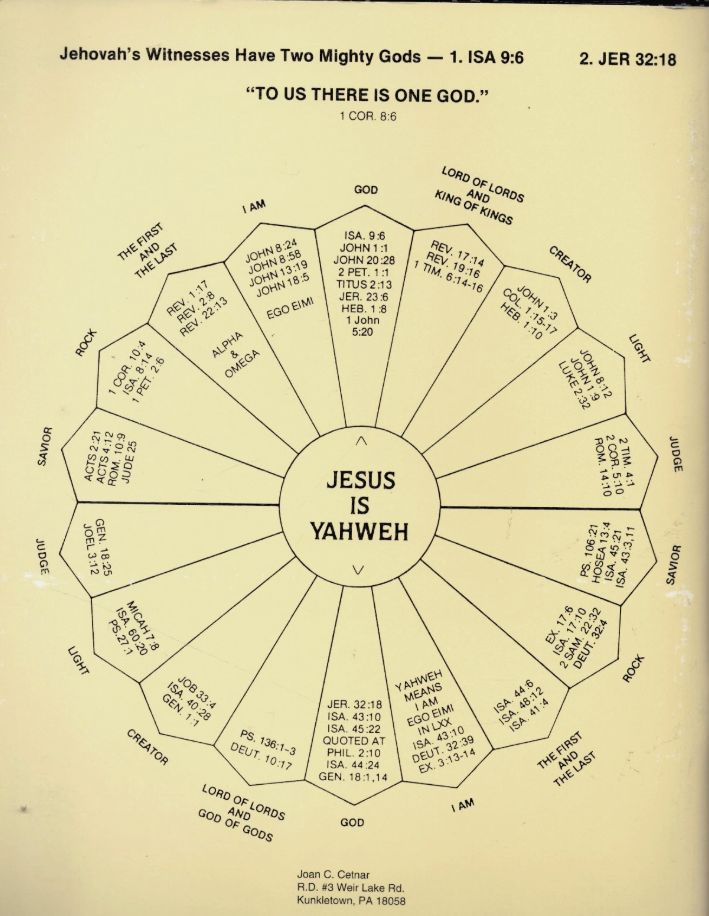 Jehovah's Witnesses Have Two Mighty Gods — 1. ISA 9:6 2. JER 32:18
"TO US THERE IS ONE GOD."
1 COR. 8:6
GOD
ISA. 9:6
JOHN 1:1
JOHN 20:28
2 PET. 1:1
TITUS 2:13
JER. 23:6
HEB. 1:8
1 John
5:20
LORD OF LORDS
AND
KING OF KINGS
REV. 17:14
REV. 19:16
1 TIM. 6:14-16
CREATOR
JOHN 1:3
COL. 1:15-17
HEB. 1:10
LIGHT
JOHN 8:12
JOHN 1:9
LUKE 2:32
JUDGE
2 TIM. 4:1
2 COR. 5:10
ROM. 14:10
SAVIOR
PS. 106:21
HOSEA 13:4
ISA. 45:21
ISA. 43:3,11
ROCK
EX. 17:6
ISA. 17:10
2 SAM. 22:32
DEUT. 32:4
THE FIRST
AND
THE LAST
ISA. 44:6
ISA. 48:12
ISA. 41:4
I AM
YAHWEH
MEANS
I AM
EGO EIMI
IN LXX
ISA. 43:10
DEUT. 32:39
EX. 3:13-14
GOD
JER. 32:18
ISA. 43:10
ISA. 45:22
QUOTED AT
PHIL. 2:10
ISA. 44:24
GEN. 18:1,14
LORD OF LORDS
AND
GOD OF GODS
PS. 136:1-3
DEUT. 10:17
CREATOR
JOB 33:4
ISA. 40:28
GEN. 1:1
LIGHT
MICAH 7:8
ISA. 60:20
PS. 27:1
JUDGE
GEN. 18:25
JOEL 3:12
SAVIOR
ACTS 2:21
ACTS 4:12
ROM. 10:9
JUDE 25
ROCK
1 COR. 10:4
ISA. 8:14
1 PET. 2:6
THE FIRST
AND
THE LAST
REV. 1:17
REV. 2:8
REV. 22:13
ALPHA
&
OMEGA
I AM
JOHN 8:24
JOHN 8:58
JOHN 13:19
JOHN 18:5
EGO EIMI
JESUS
IS
YAHWEH
Joan C. Cetnar
R.D. #3 Weir Lake Rd.
Kunkletown, PA 18058